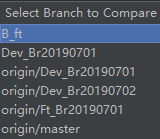 Select Branch to Compare
B_ft
Dev_Br20190701
origin/Dev_Br20190701
origin/Dev_Br20190702
origin/Ft_Br20190701
origin/master